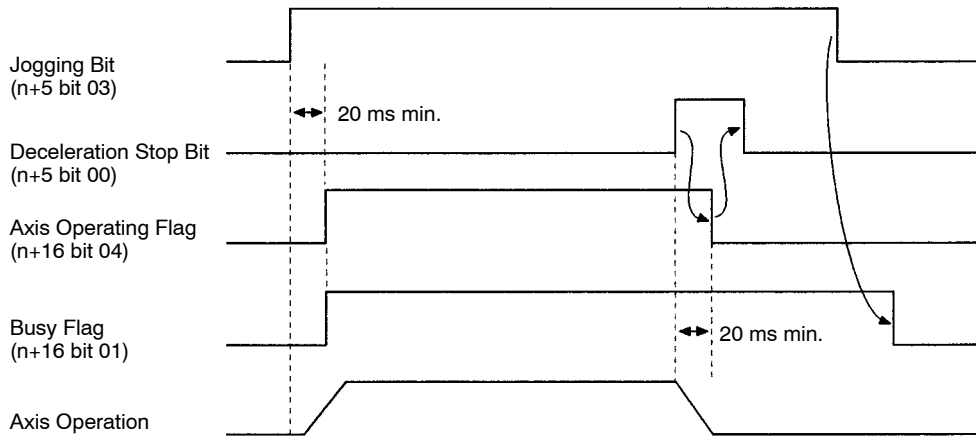 Jogging Bit
(n+5 bit 03)
20 ms min.
Deceleration Stop Bit
(n+5 bit 00)
Axis Operating Flag
(n+16 bit 04)
Busy Flag
(n+16 bit 01)
20 ms min.
Axis Operation